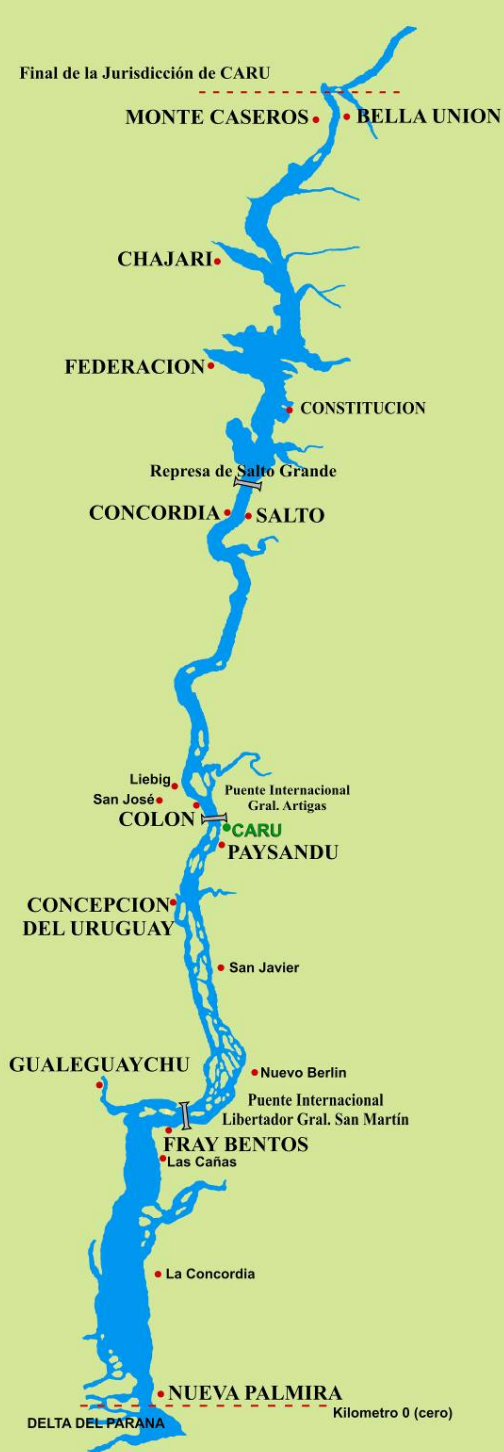 Final de la Jurisdicción de CARU
MONTE CASEROS
BELLA UNION
CHAJARI
FEDERACION
CONSTITUCION
Represa de Salto Grande
CONCORDIA
SALTO
Liebig
San José
Puente Internacional
Gral. Artigas
COLON
CARU
PAYSANDU
CONCEPCION
DEL URUGUAY
San Javier
GUALEGUAYCHU
Nuevo Berlin
Puente Internacional
Libertador Gral. San Martín
FRAY BENTOS
Las Cañas
La Concordia
NUEVA PALMIRA
Kilometro 0 (cero)
DELTA DEL PARANA